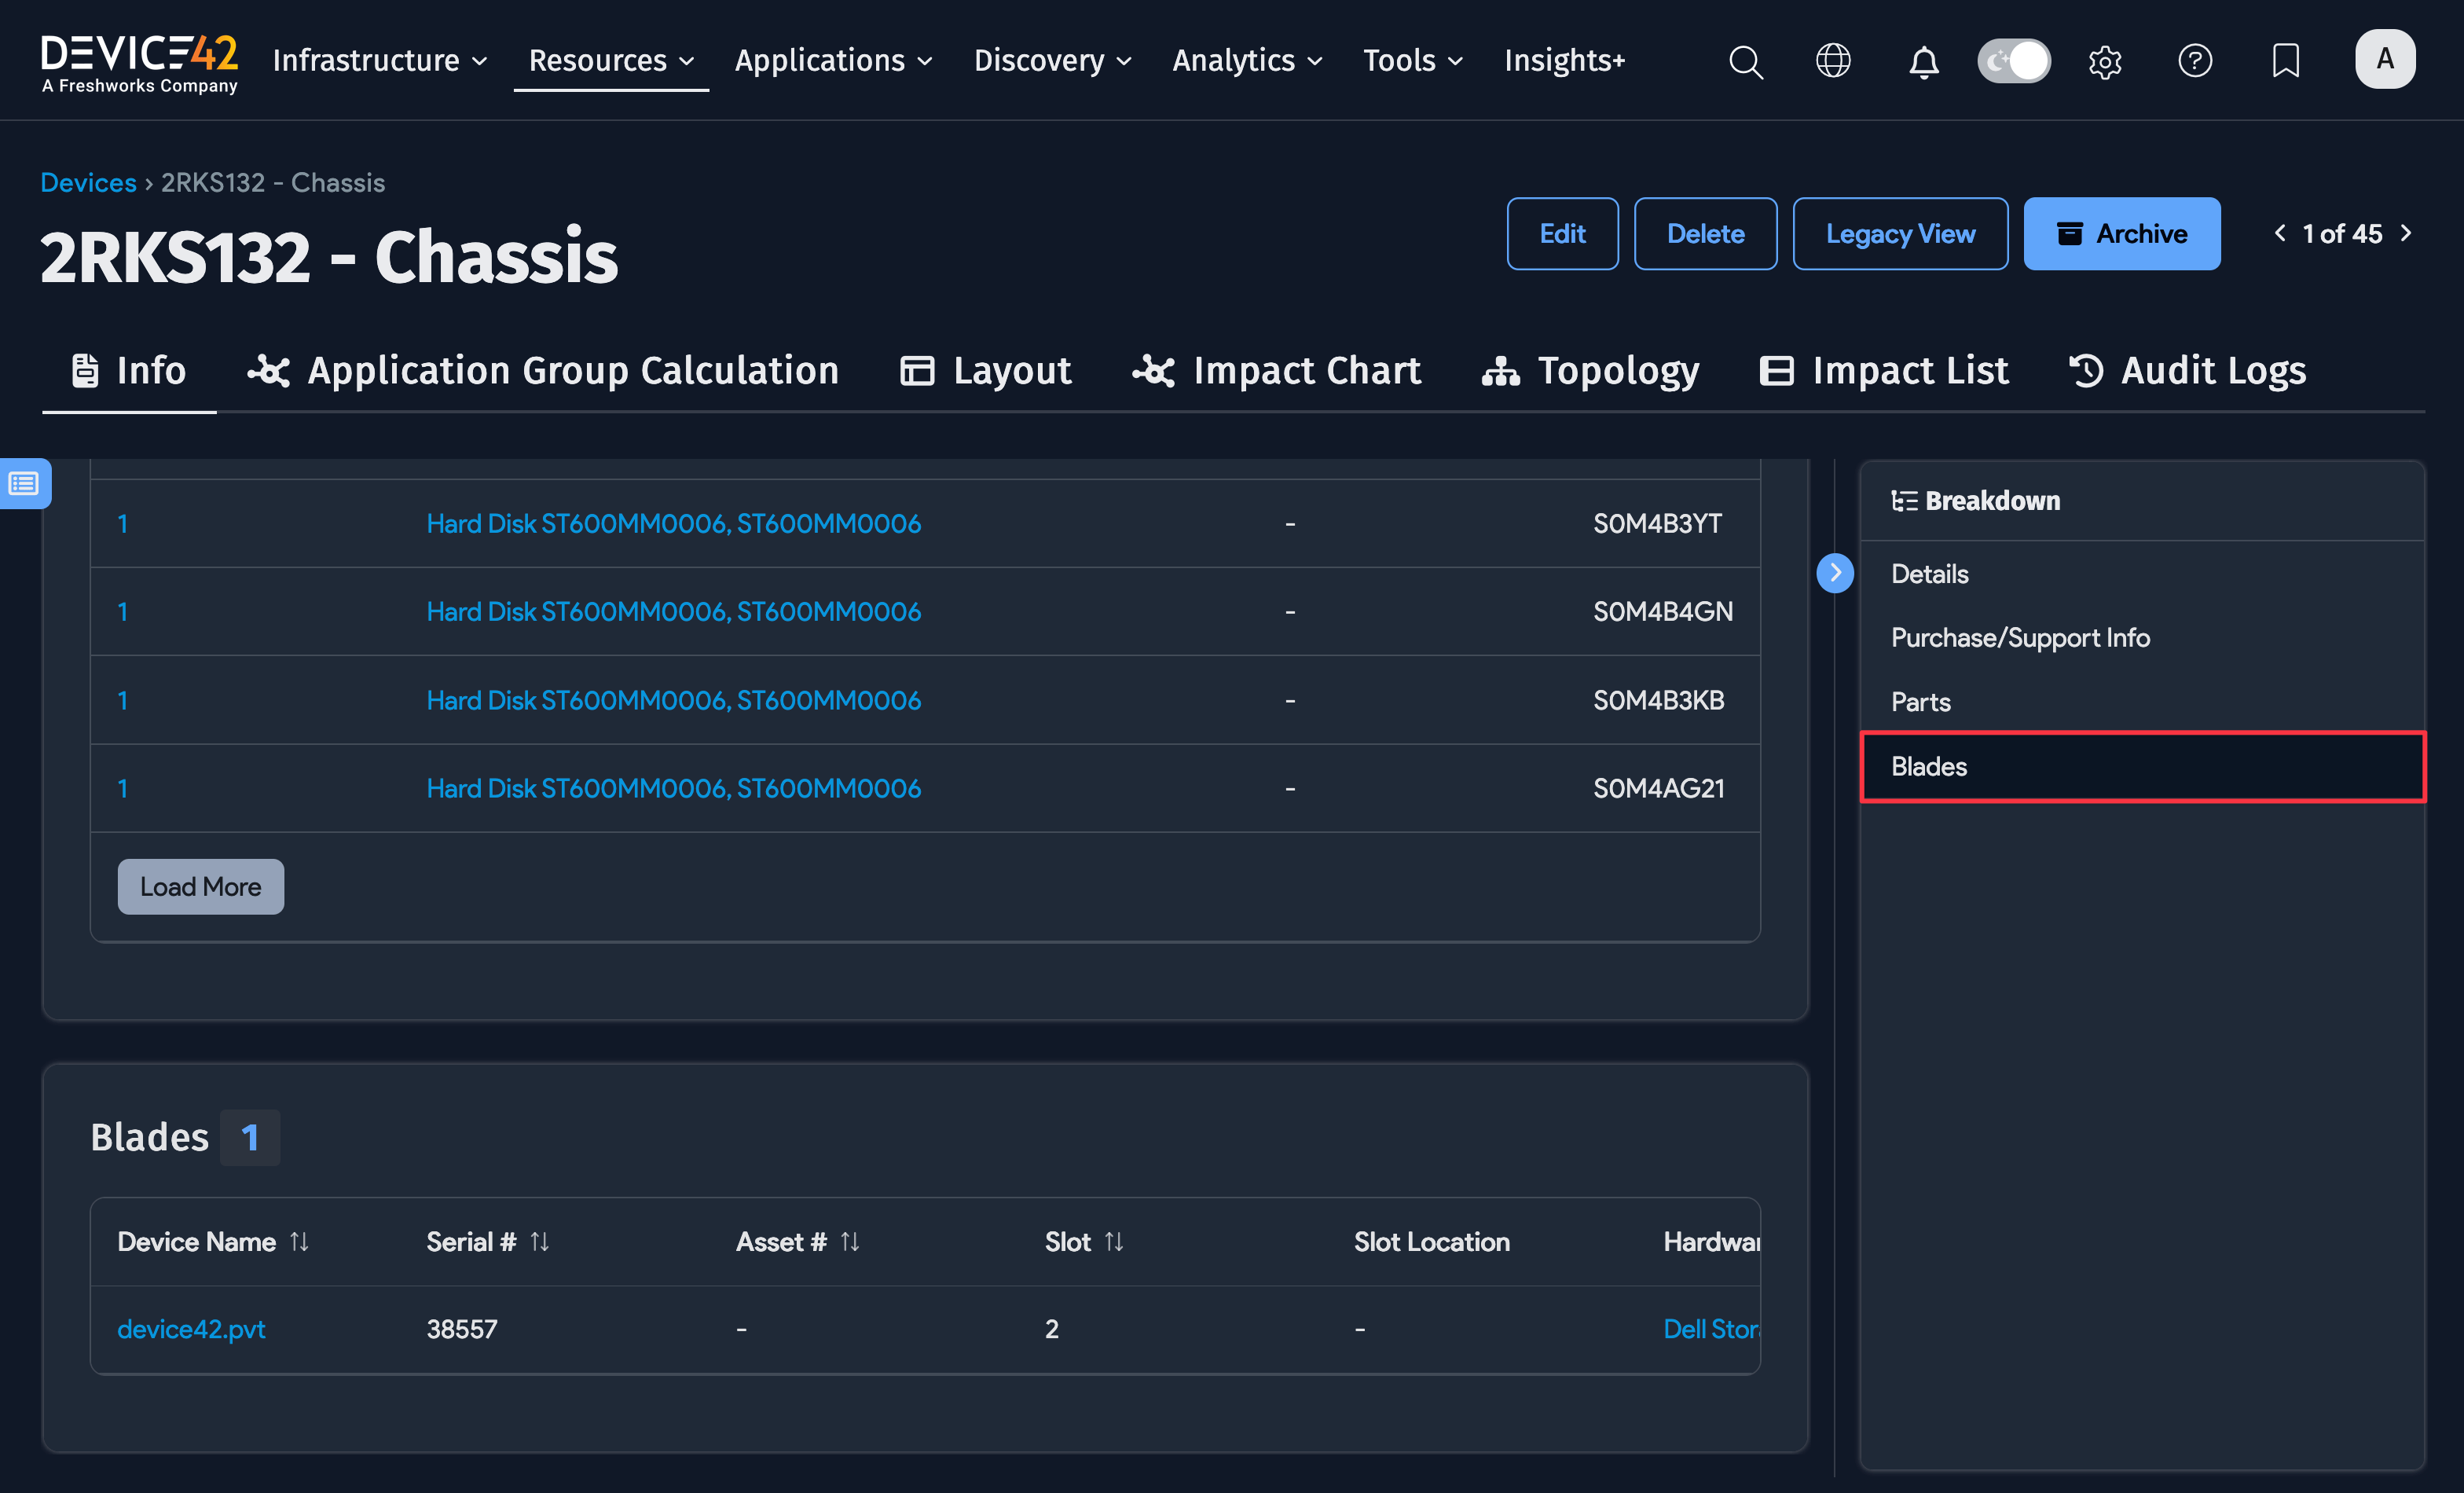 DEVICE42
A Freshworks Company
Infrastructure
Resources
Applications
Discovery
Analytics
Tools
Insights+
A
Devices › 2RKS132 - Chassis
2RKS132 - Chassis
Edit
Delete
Legacy View
Archive
1 of 45
Info
Application Group Calculation
Layout
Impact Chart
Topology
Impact List
Audit Logs
1 Hard Disk ST600MM0006, ST600MM0006 - S0M4B3YT
1 Hard Disk ST600MM0006, ST600MM0006 - S0M4B4GN
1 Hard Disk ST600MM0006, ST600MM0006 - S0M4B3KB
1 Hard Disk ST600MM0006, ST600MM0006 - S0M4AG21
Load More
Breakdown
Details
Purchase/Support Info
Parts
Blades
Blades 1
Device Name Serial # Asset # Slot Slot Location Hardwar
device42.pvt 38557 - 2 - Dell Stor